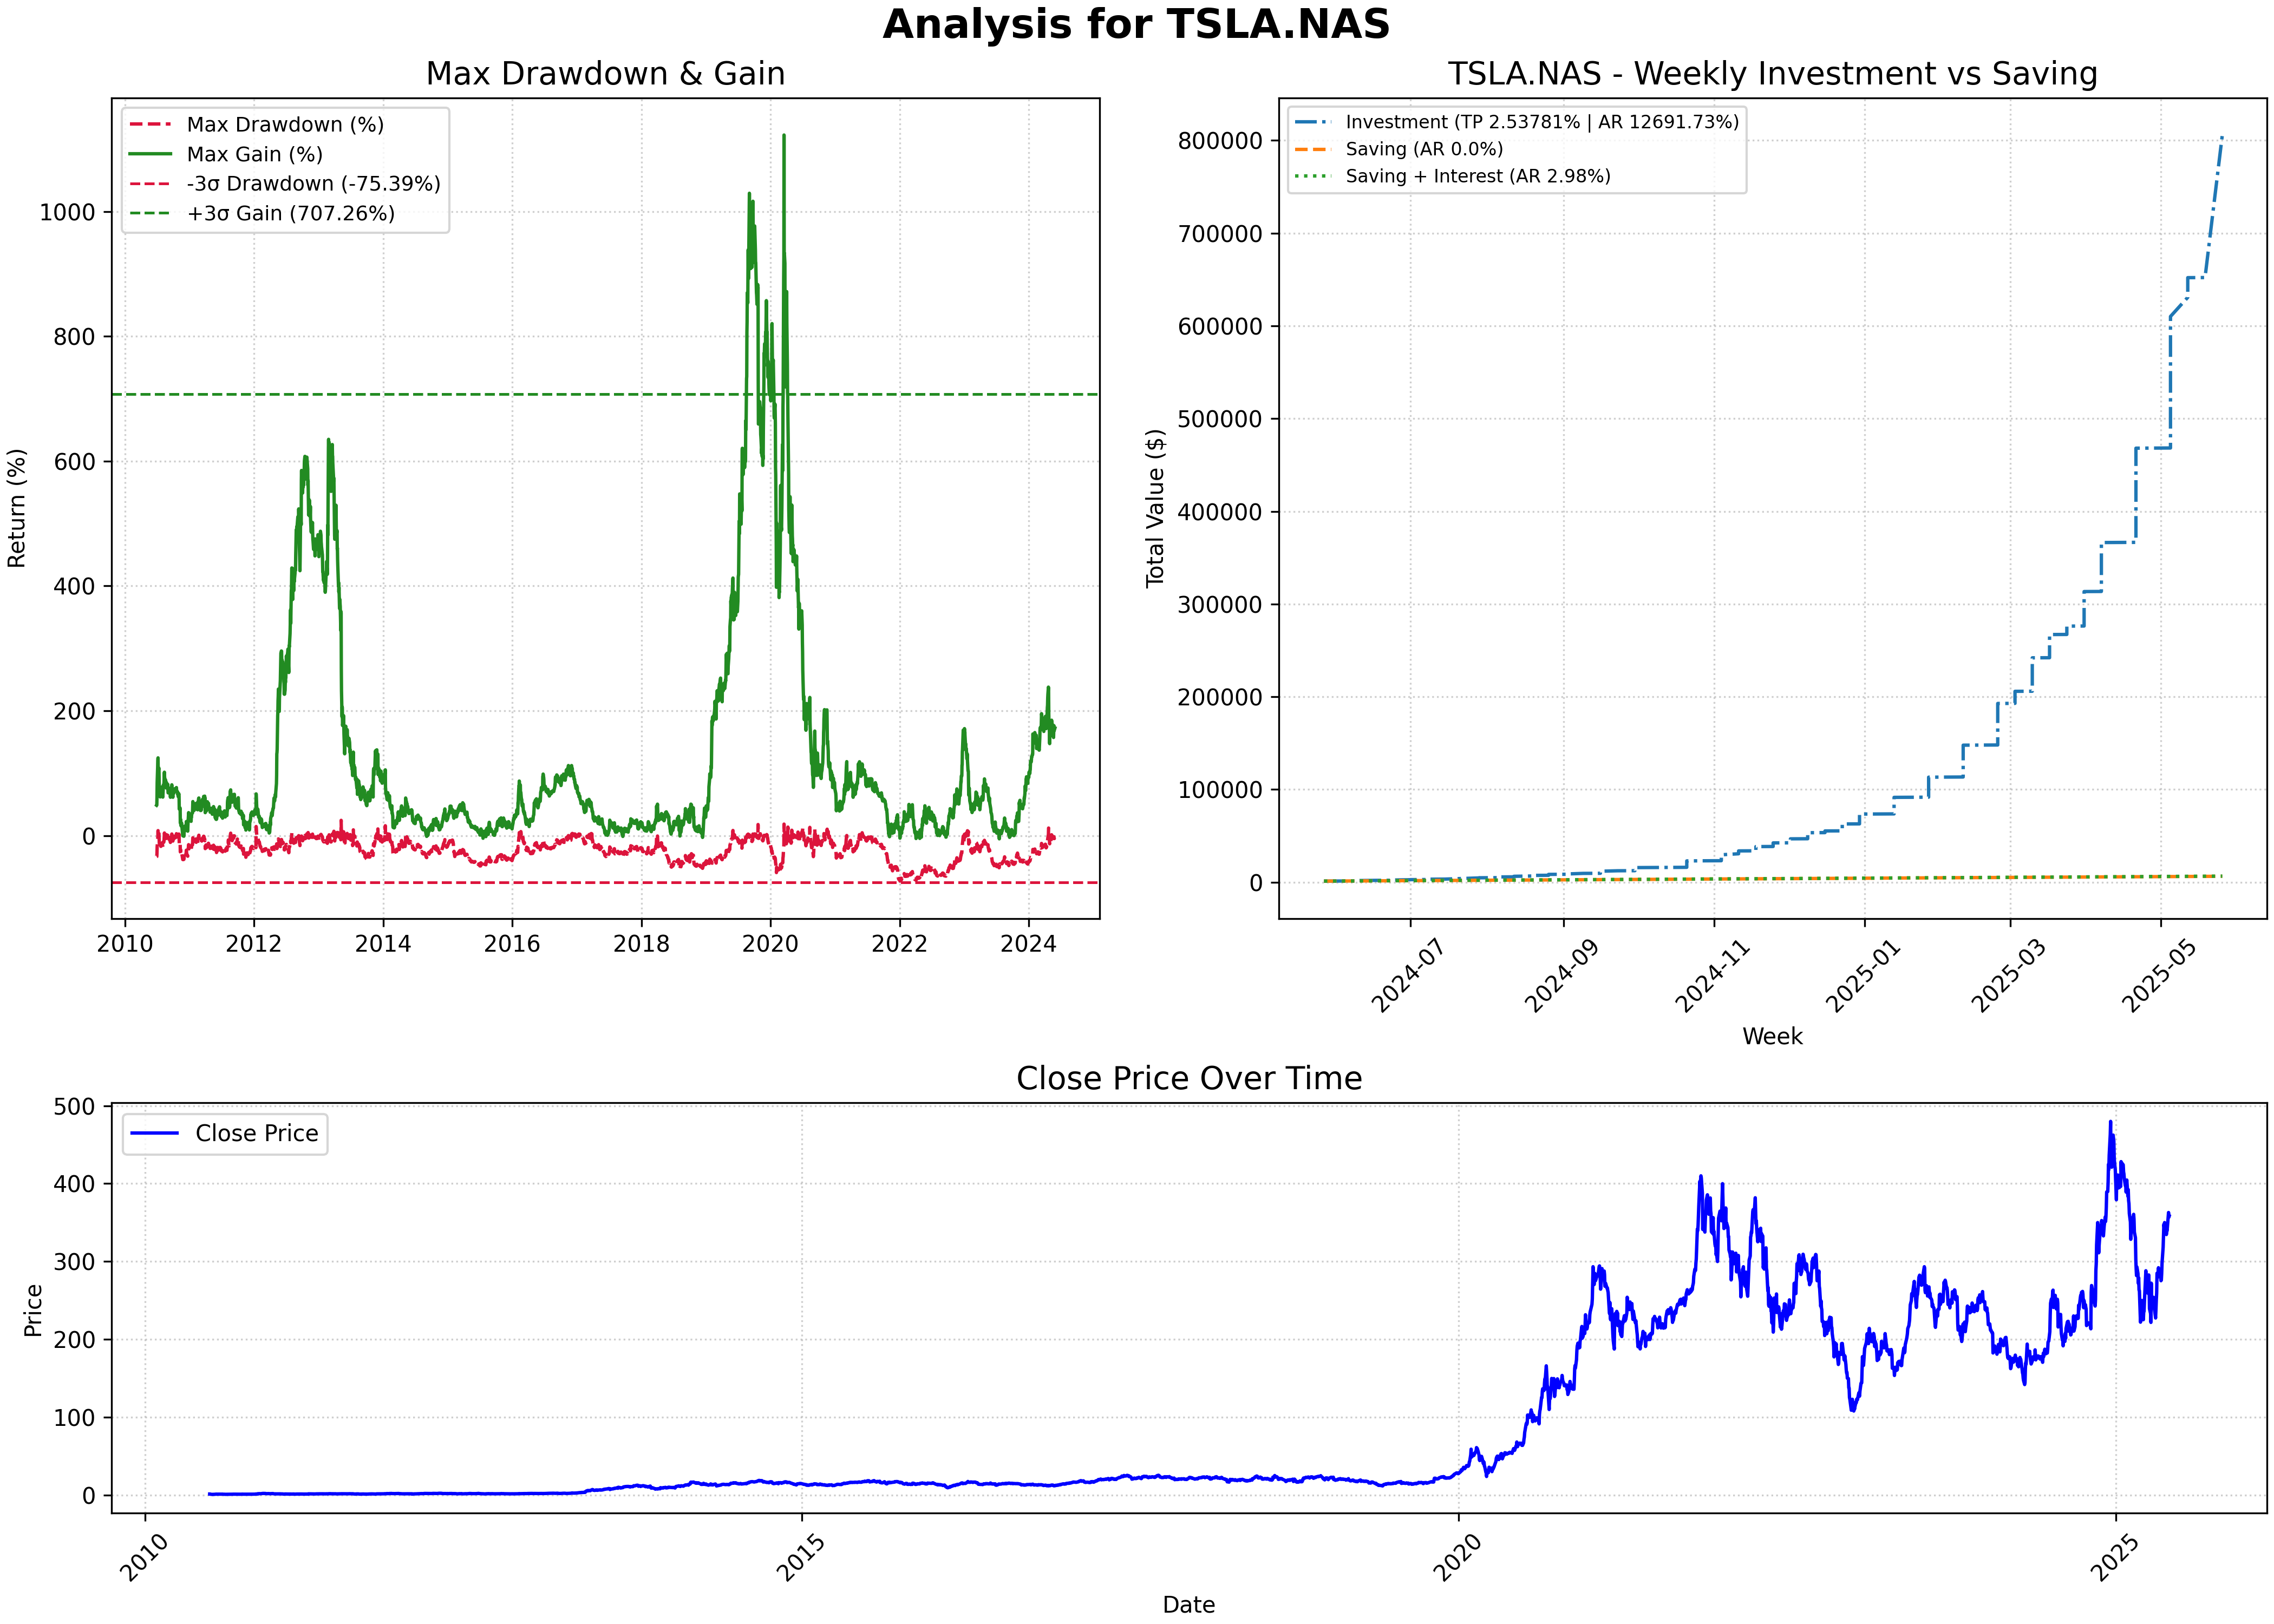 Analysis for TSLA.NAS
Max Drawdown & Gain
Max Drawdown (%)
Max Gain (%)
-3σ Drawdown (-75.39%)
+3σ Gain (707.26%)
Return (%)
1000
800
600
400
200
0
2010 2012 2014 2016 2018 2020 2022 2024
TSLA.NAS - Weekly Investment vs Saving
Investment (TP 2.53781% | AR 12691.73%)
Saving (AR 0.0%)
Saving + Interest (AR 2.98%)
Total Value ($)
800000
700000
600000
500000
400000
300000
200000
100000
0
2024-07 2024-09 2024-11 2025-01 2025-03 2025-05
Week
Close Price Over Time
Close Price
Price
500
400
300
200
100
0
2010 2015 2020 2025
Date